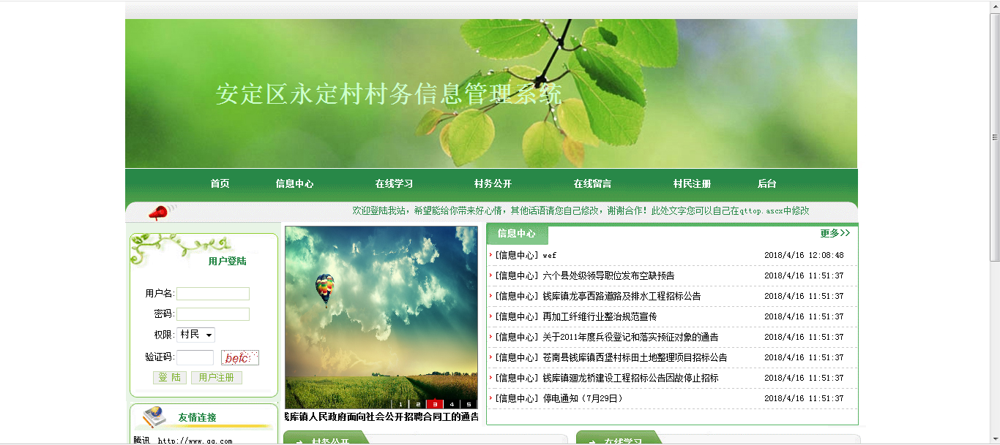 安定区永定村村务信息管理系统
首页 信息中心 在线学习 村务公开 在线留言 村民注册 后台
欢迎登陆我站，希望能给你带来好心情，其他话语请您自己修改，谢谢合作！此处文字您可以自己在qttop.ascx中修改
用户登陆
用户名:
密码:
权限: 村民
验证码: befc
登 陆 用户注册
友情连接
腾讯 http://www.qq.com
1 2 3 4 5
钱库镇人民政府面向社会公开招聘合同工的通告
信息中心 更多>>
[信息中心] wef 2018/4/16 12:08:48
[信息中心] 六个县处级领导职位发布空缺预告 2018/4/16 11:51:37
[信息中心] 钱库镇龙亭西路道路及排水工程招标公告 2018/4/16 11:51:37
[信息中心] 再加工纤维行业整治规范宣传 2018/4/16 11:51:37
[信息中心] 关于2011年度兵役登记和落实预征对象的通告 2018/4/16 11:51:37
[信息中心] 苍南县钱库镇西堡村标田土地整理项目招标公告 2018/4/16 11:51:37
[信息中心] 钱库镇廻龙桥建设工程招标公告因故停止招标 2018/4/16 11:51:37
[信息中心] 停电通知（7月29日） 2018/4/16 11:51:37
村务公开 在线学习